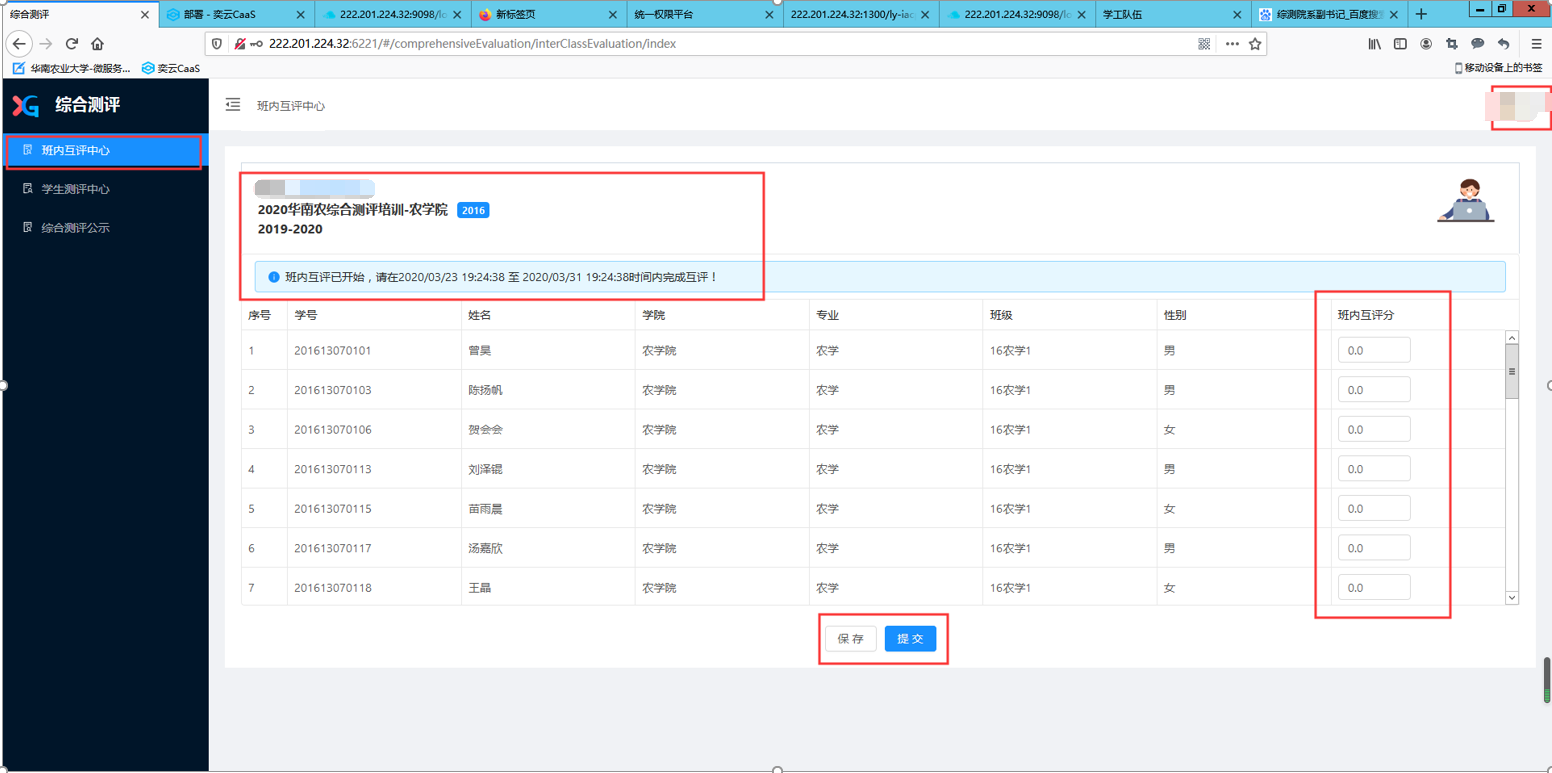 综合测评 部署 - 奕云CaaS 222.201.224.32:9098/lo 新标签页 统一权限平台 222.201.224.32:1300/ly-iac 222.201.224.32:9098/lo 学工队伍 综测院系副书记_百度搜
222.201.224.32:6221/#/comprehensiveEvaluation/interClassEvaluation/index
华南农业大学-微服务... 奕云CaaS 移动设备上的书签
XG 综合测评
班内互评中心
班内互评中心
学生测评中心
综合测评公示
2020华南农综合测评培训-农学院 2016
2019-2020
班内互评已开始，请在2020/03/23 19:24:38 至 2020/03/31 19:24:38时间内完成互评！
序号 学号 姓名 学院 专业 班级 性别 班内互评分
1 201613070101 曾昊 农学院 农学 16农学1 男 0.0
2 201613070103 陈扬帆 农学院 农学 16农学1 男 0.0
3 201613070106 贺会会 农学院 农学 16农学1 女 0.0
4 201613070113 刘泽锟 农学院 农学 16农学1 男 0.0
5 201613070115 苗雨晨 农学院 农学 16农学1 女 0.0
6 201613070117 汤嘉欣 农学院 农学 16农学1 男 0.0
7 201613070118 王晶 农学院 农学 16农学1 女 0.0
保 存 提 交